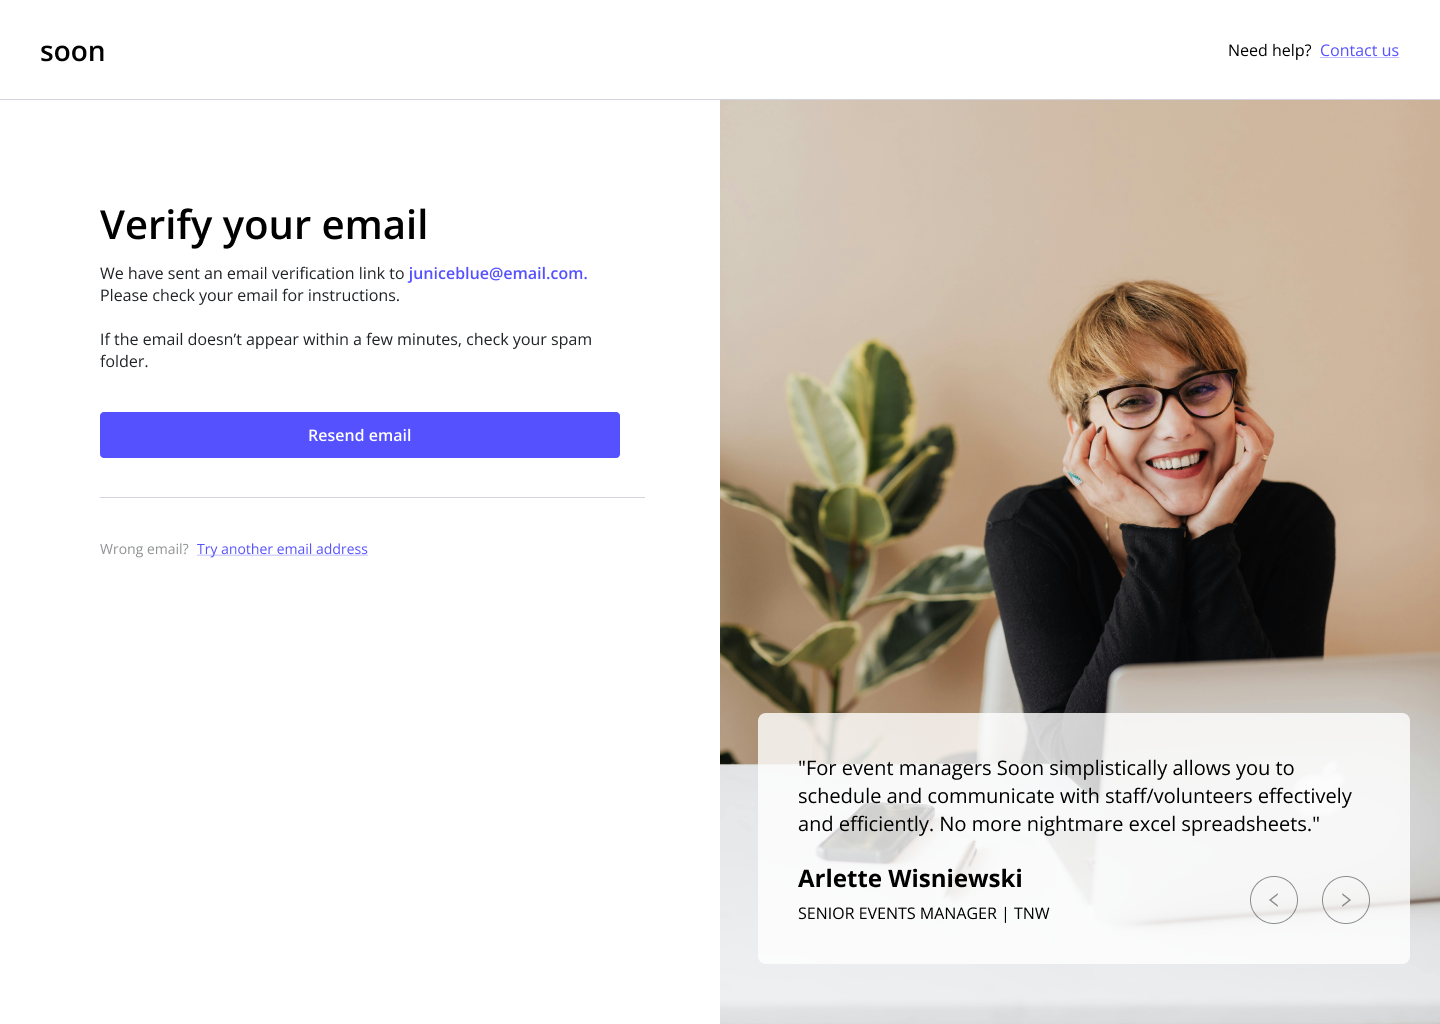 soon
Need help? Contact us
Verify your email
We have sent an email verification link to juniceblue@email.com.
Please check your email for instructions.
If the email doesn’t appear within a few minutes, check your spam
folder.
Resend email
Wrong email? Try another email address
"For event managers Soon simplistically allows you to
schedule and communicate with staff/volunteers effectively
and efficiently. No more nightmare excel spreadsheets."
Arlette Wisniewski
SENIOR EVENTS MANAGER | TNW